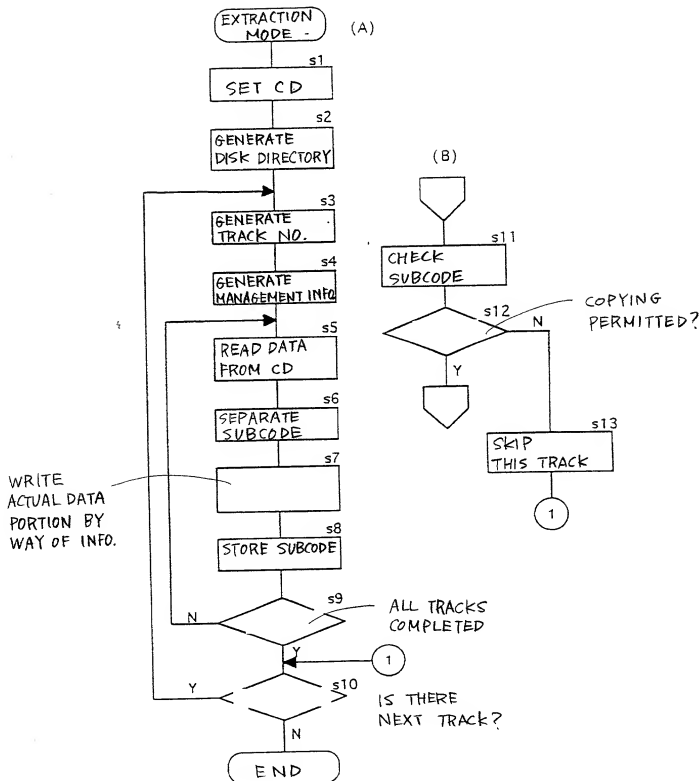 EXTRACTION
MODE
(A)
s1
SET CD
s2
GENERATE
DISK DIRECTORY
s3
GENERATE
TRACK NO.
s4
GENERATE
MANAGEMENT INFO.
s5
READ DATA
FROM CD
s6
SEPARATE
SUBCODE
s7
WRITE
ACTUAL DATA
PORTION BY
WAY OF INFO.
s8
STORE SUBCODE
s9
N
ALL TRACKS
COMPLETED
Y
1
s10
Y
IS THERE
NEXT TRACK?
N
END
(B)
s11
CHECK
SUBCODE
s12
COPYING
PERMITTED?
N
Y
s13
SKIP
THIS TRACK
1